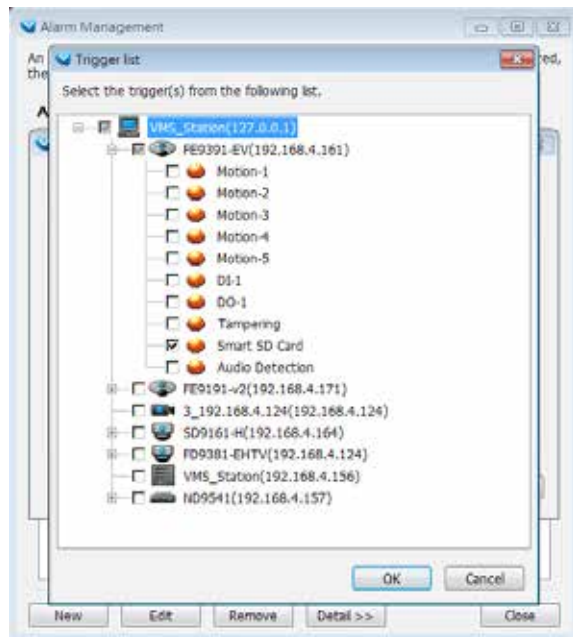 Alarm Management
An
red,
the
Trigger list
Select the trigger(s) from the following list.
VMS_Station(127.0.0.1)
FE9391-EV(192.168.4.161)
Motion-1
Motion-2
Motion-3
Motion-4
Motion-5
DI-1
DO-1
Tampering
Smart SD Card
Audio Detection
FE9191-v2(192.168.4.171)
3_192.168.4.124(192.168.4.124)
SD9161-H(192.168.4.164)
FD9381-EHTV(192.168.4.124)
VMS_Station(192.168.4.156)
ND9541(192.168.4.157)
OK Cancel
New Edit Remove Detail >> Close